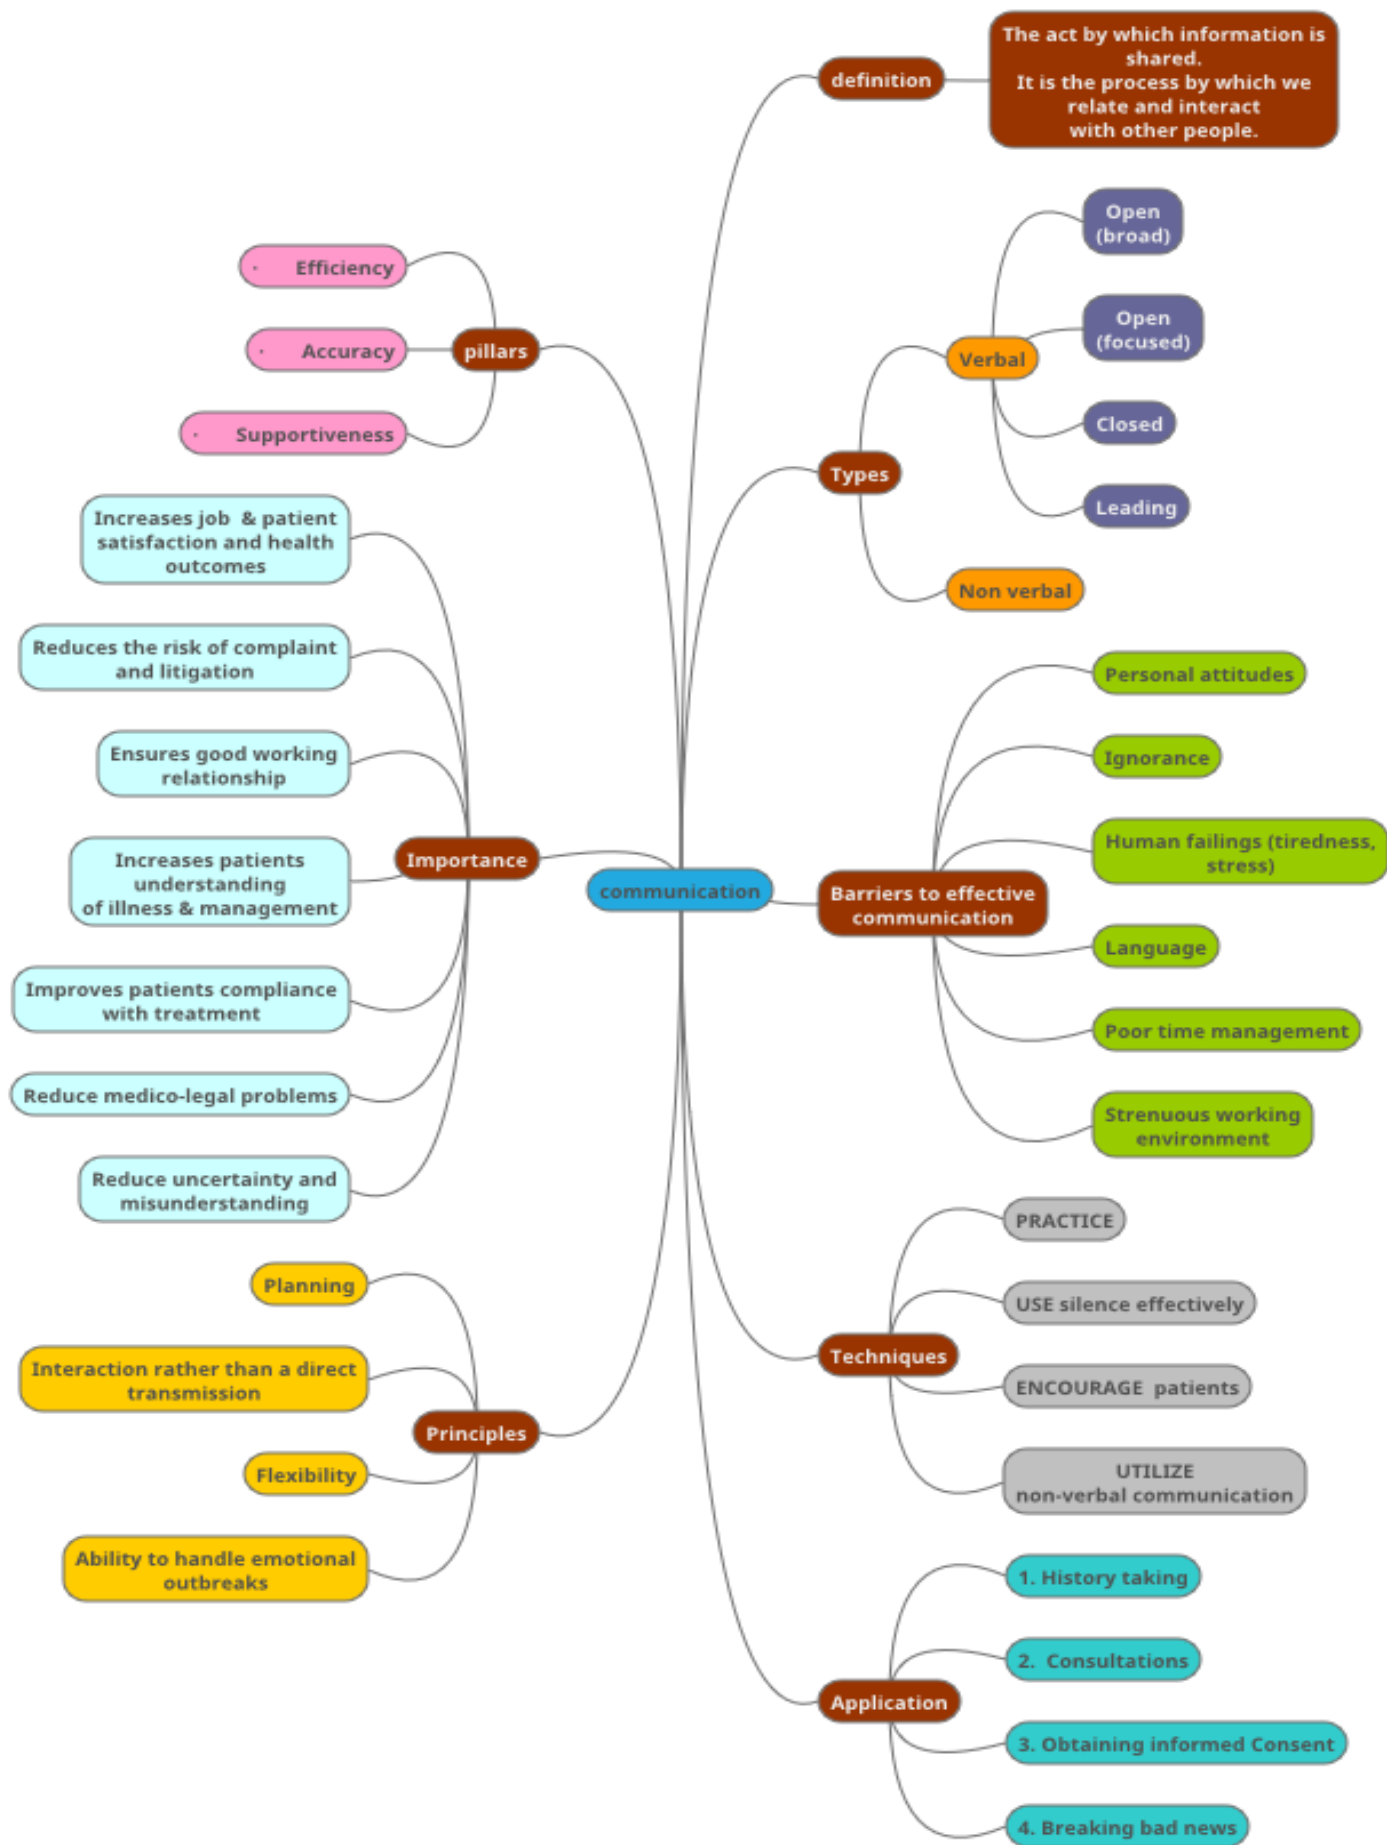 communication
definition
The act by which information is
shared.
It is the process by which we
relate and interact
with other people.
Types
Verbal
Open
(broad)
Open
(focused)
Closed
Leading
Non verbal
Barriers to effective
communication
Personal attitudes
Ignorance
Human failings (tiredness,
stress)
Language
Poor time management
Strenuous working
environment
Techniques
PRACTICE
USE silence effectively
ENCOURAGE  patients
UTILIZE
non-verbal communication
Application
1. History taking
2.  Consultations
3. Obtaining informed Consent
4. Breaking bad news
pillars
·      Efficiency
·      Accuracy
·      Supportiveness
Importance
Increases job  & patient
satisfaction and health
outcomes
Reduces the risk of complaint
and litigation
Ensures good working
relationship
Increases patients
understanding
of illness & management
Improves patients compliance
with treatment
Reduce medico-legal problems
Reduce uncertainty and
misunderstanding
Principles
Planning
Interaction rather than a direct
transmission
Flexibility
Ability to handle emotional
outbreaks